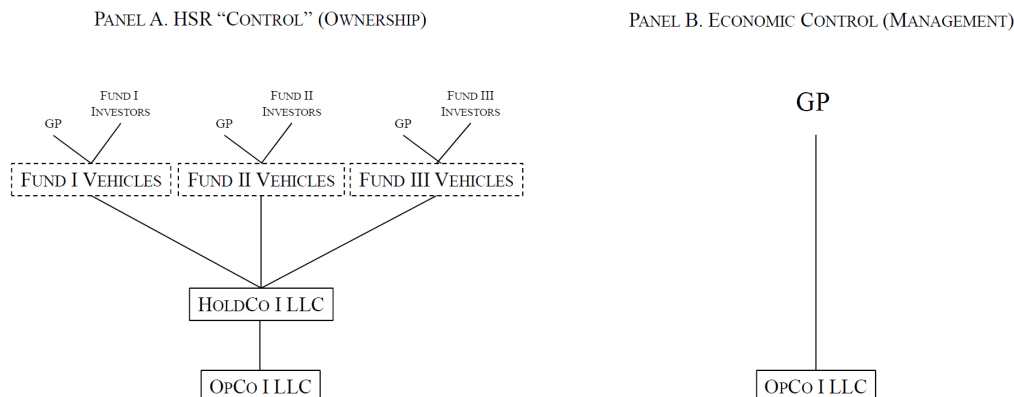 PANEL A. HSR “CONTROL” (OWNERSHIP)
PANEL B. ECONOMIC CONTROL (MANAGEMENT)
GP
FUND I
INVESTORS
GP
FUND II
INVESTORS
GP
FUND III
INVESTORS
GP
FUND I VEHICLES
FUND II VEHICLES
FUND III VEHICLES
HOLDCO I LLC
OPCO I LLC
OPCO I LLC